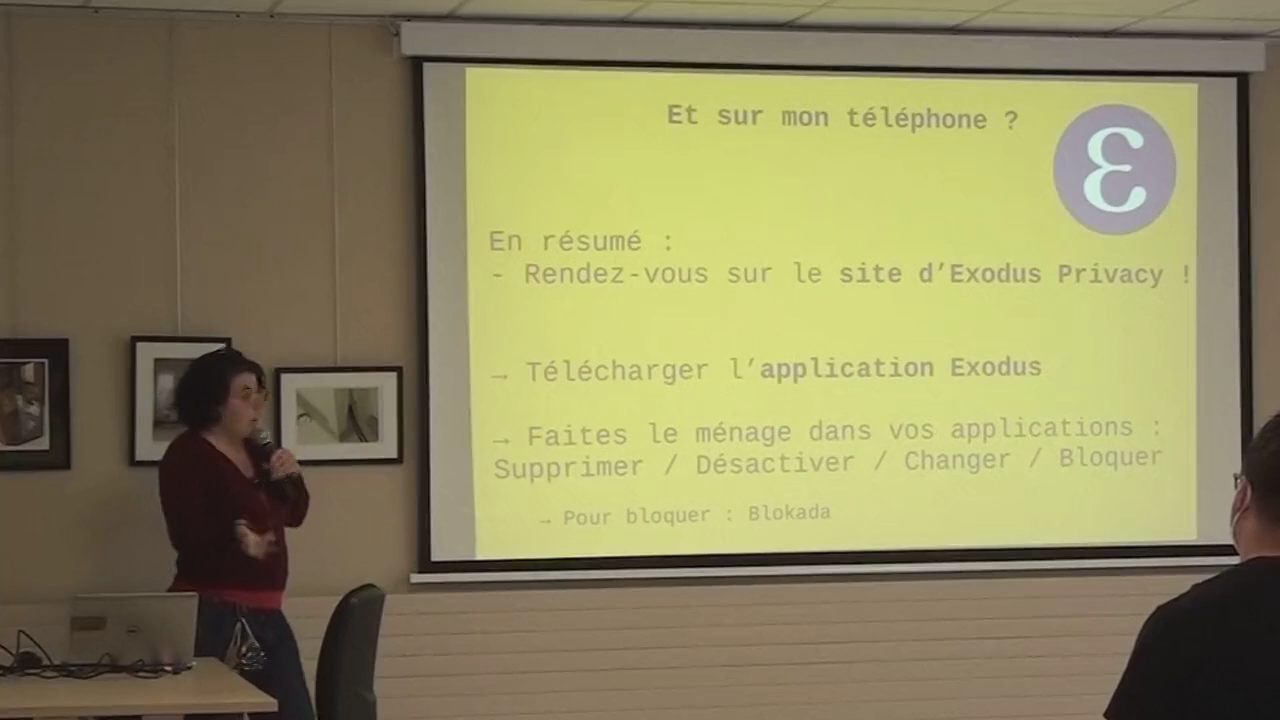 Et sur mon téléphone ?
ε
En résumé :
- Rendez-vous sur le site d’Exodus Privacy !
→ Télécharger l’application Exodus
→ Faites le ménage dans vos applications :
Supprimer / Désactiver / Changer / Bloquer
→ Pour bloquer : Blokada